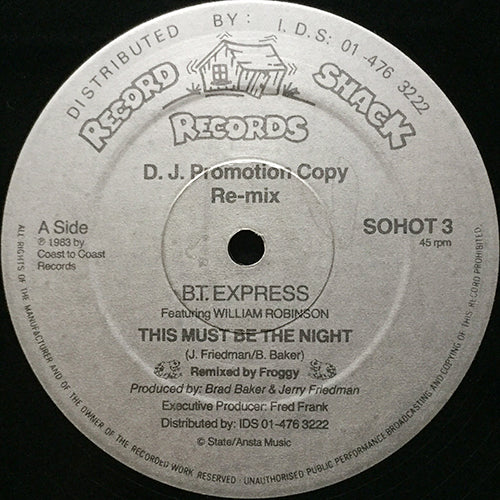 DISTRIBUTED BY: I.D.S: 01-476 3222
RECORD SHACK
RECORDS
D. J. Promotion Copy
Re-mix
A Side
℗ 1983 by
Coast to Coast
Records
SOHOT 3
45 rpm
B.T. EXPRESS
Featuring WILLIAM ROBINSON
THIS MUST BE THE NIGHT
(J. Friedman/B. Baker)
Remixed by Froggy
Produced by: Brad Baker & Jerry Friedman
Executive Producer: Fred Frank
Distributed by: IDS 01-476 3222
© State/Ansta Music
ALL RIGHTS OF THE MANUFACTURER AND OF THE OWNER OF THE RECORDED WORK RESERVED · UNAUTHORISED PUBLIC PERFORMANCE BROADCASTING AND COPYING OF THIS RECORD PROHIBITED